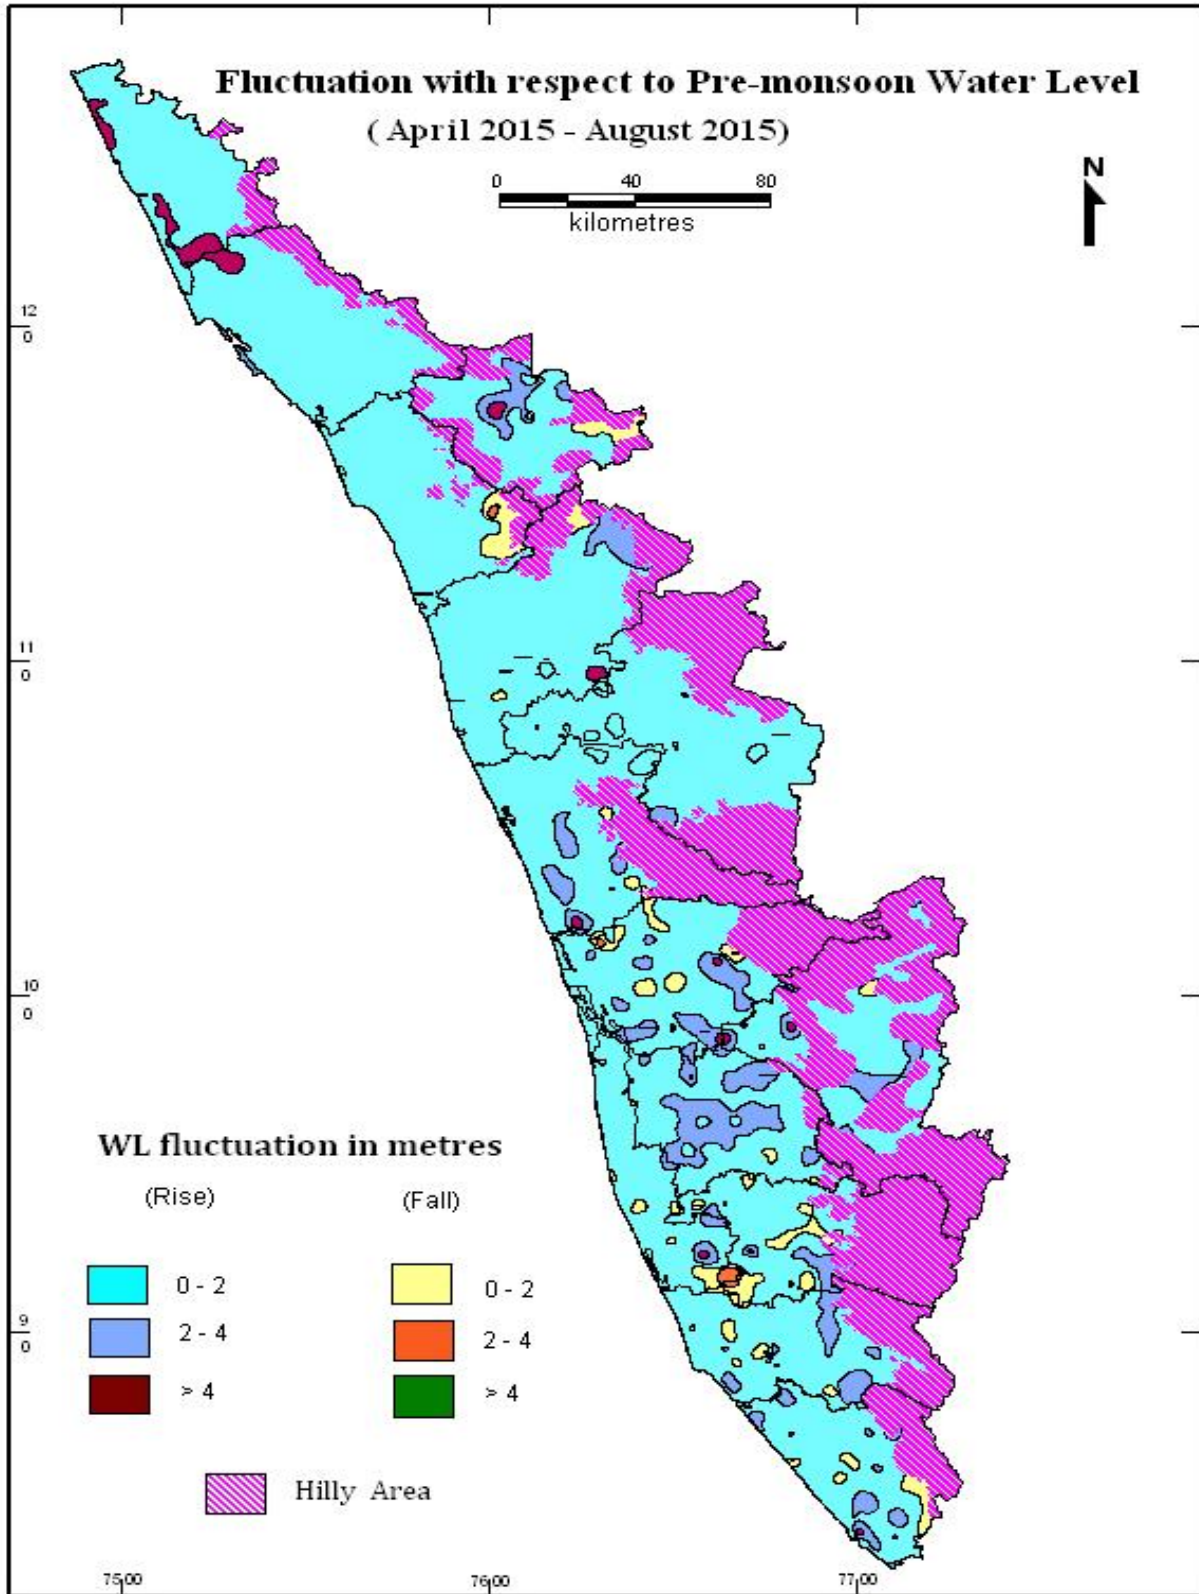 Fluctuation with respect to Pre-monsoon Water Level
( April 2015 - August 2015)
N
0 40 80
kilometres
12
0
11
0
10
0
9
0
WL fluctuation in metres
(Rise) (Fall)
0 - 2 0 - 2
2 - 4 2 - 4
> 4 > 4
Hilly Area
75 00 76 00 77 00